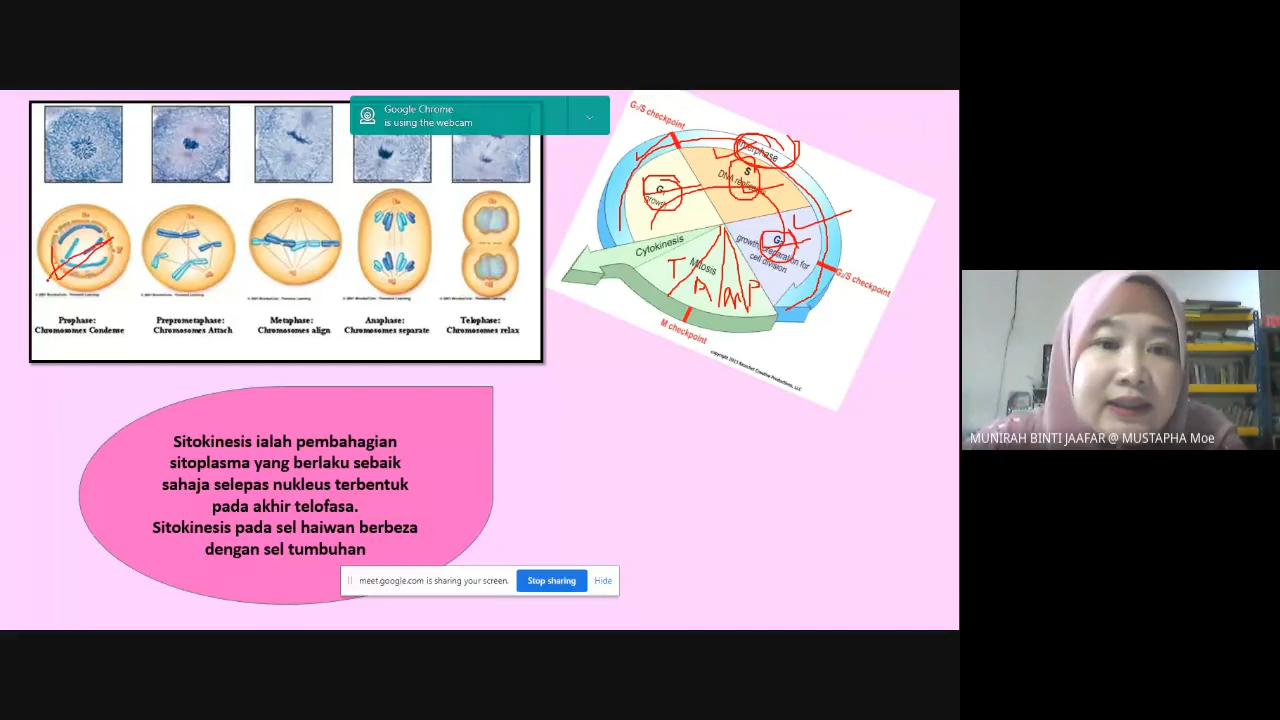 Google Chrome
is using the webcam
Prophase:
Chromosomes Condense
Preprometaphase:
Chromosomes Attach
Metaphase:
Chromosomes align
Anaphase:
Chromosomes separate
Telophase:
Chromosomes relax
G₁/S checkpoint
Interphase
S
DNA replication
G₁
growth
G₂
growth, preparation for
cell division
G₂/S checkpoint
Cytokinesis
Mitosis
T A M P
M checkpoint
Sitokinesis ialah pembahagian
sitoplasma yang berlaku sebaik
sahaja selepas nukleus terbentuk
pada akhir telofasa.
Sitokinesis pada sel haiwan berbeza
dengan sel tumbuhan
meet.google.com is sharing your screen.
Stop sharing
Hide
MUNIRAH BINTI JAAFAR @ MUSTAPHA Moe